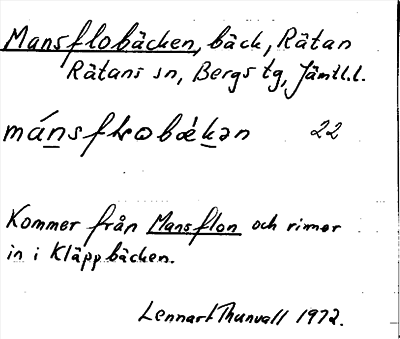 Mansflobäcken, bäck, Rätan
Rätans sn, Bergs tg, Jämtl.l.
22
Kommer från Mansflon och rinner
in i Kläppbäcken.
Lennart Thunvall 1972.